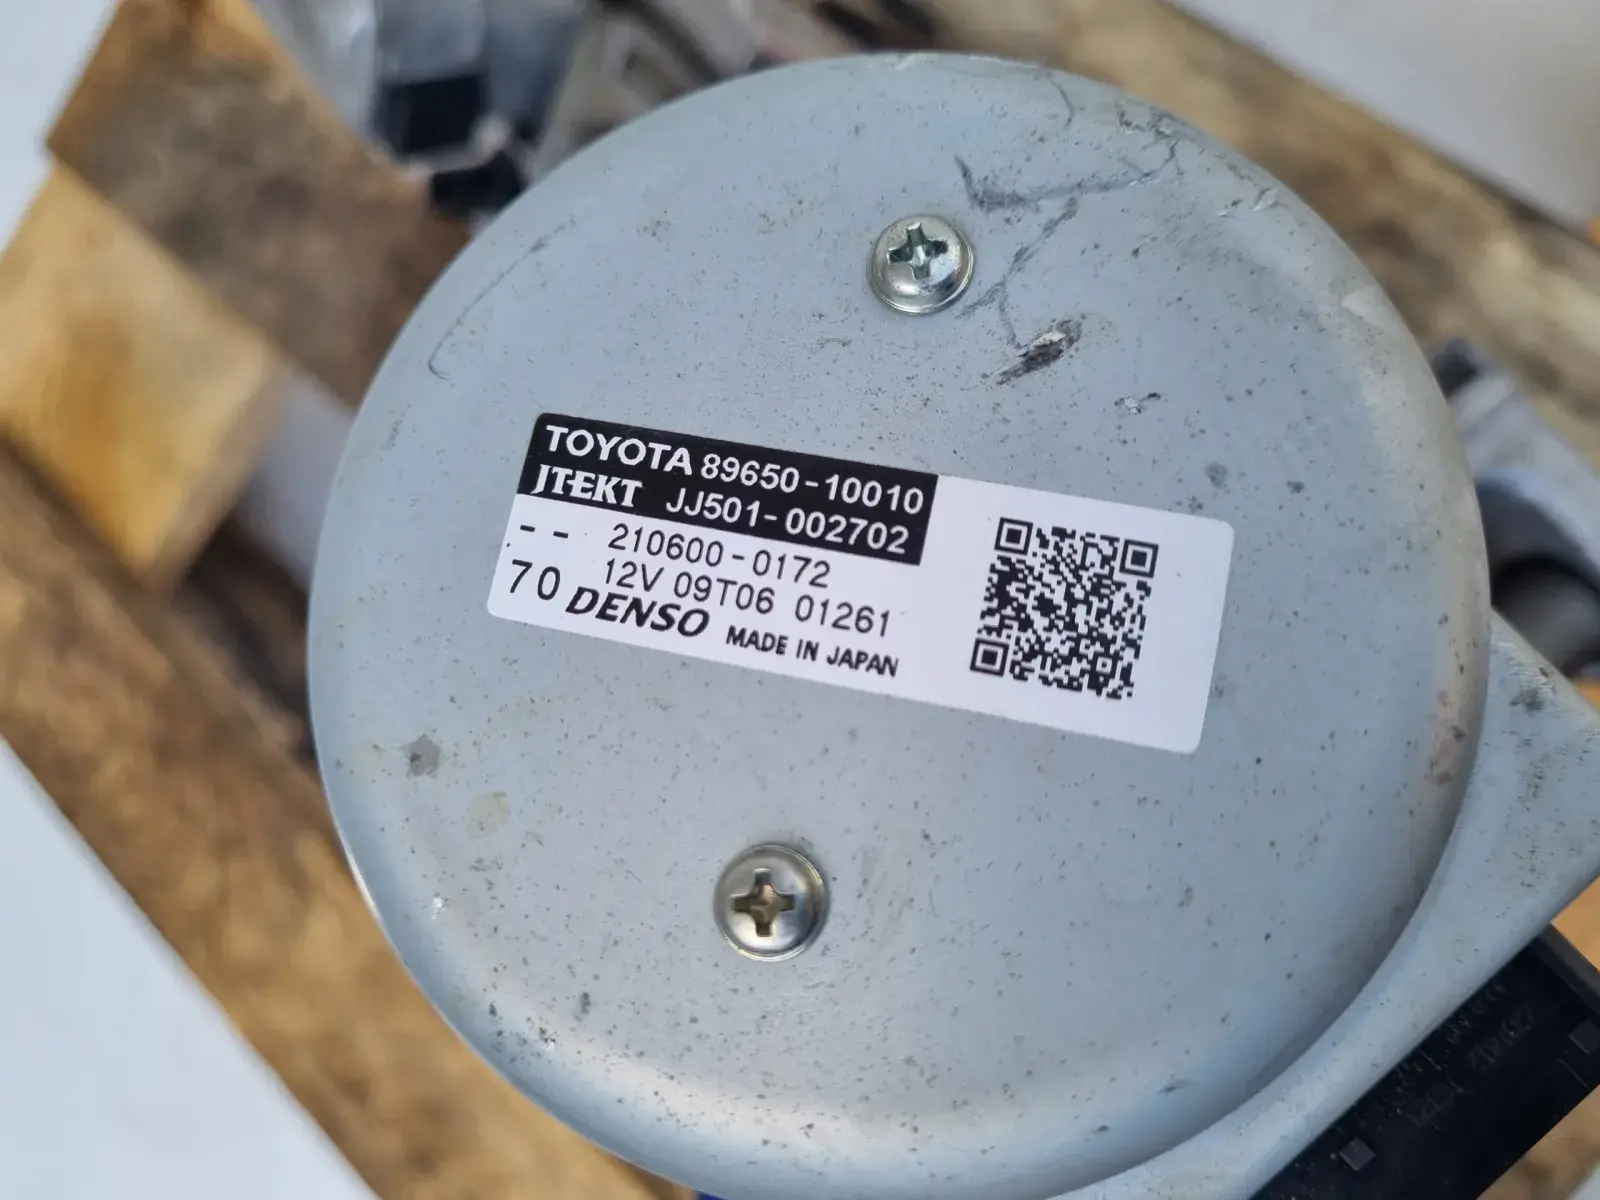 TOYOTA 89650-10010
JTEKT JJ501-002702
-- 210600-0172
12V 09T06 01261
70 DENSO MADE IN JAPAN